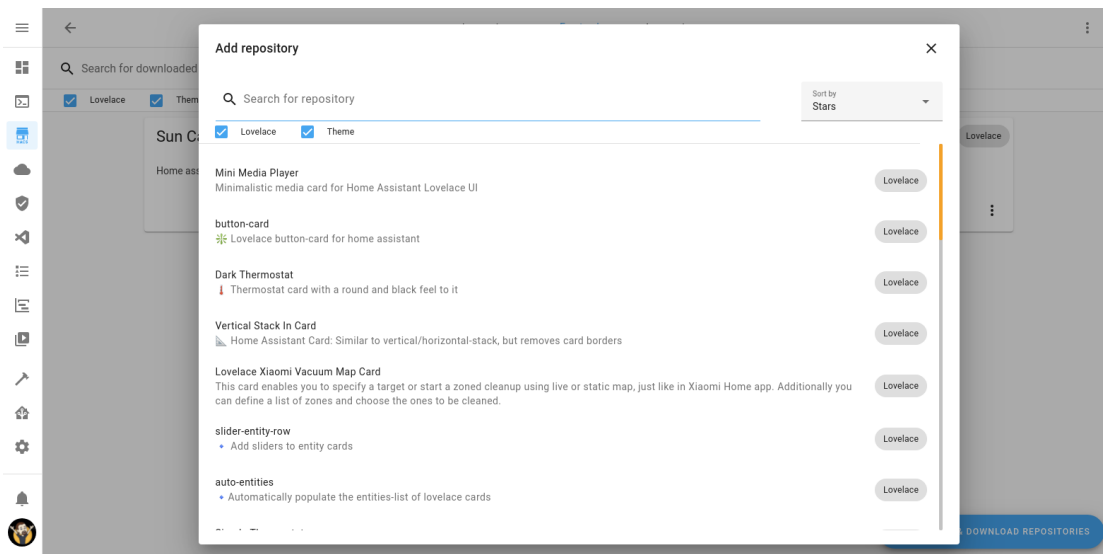 Add repository
Search for downloaded
Search for repository
Sort by
Stars
Lovelace
Them
Lovelace
Theme
Sun C
Lovelace
Home ass
Mini Media Player
Minimalistic media card for Home Assistant Lovelace UI
Lovelace
button-card
Lovelace button-card for home assistant
Lovelace
Dark Thermostat
Thermostat card with a round and black feel to it
Lovelace
Vertical Stack In Card
Home Assistant Card: Similar to vertical/horizontal-stack, but removes card borders
Lovelace
Lovelace Xiaomi Vacuum Map Card
This card enables you to specify a target or start a zoned cleanup using live or static map, just like in Xiaomi Home app. Additionally you
can define a list of zones and choose the ones to be cleaned.
Lovelace
slider-entity-row
Add sliders to entity cards
Lovelace
auto-entities
Automatically populate the entities-list of lovelace cards
Lovelace
DOWNLOAD REPOSITORIES